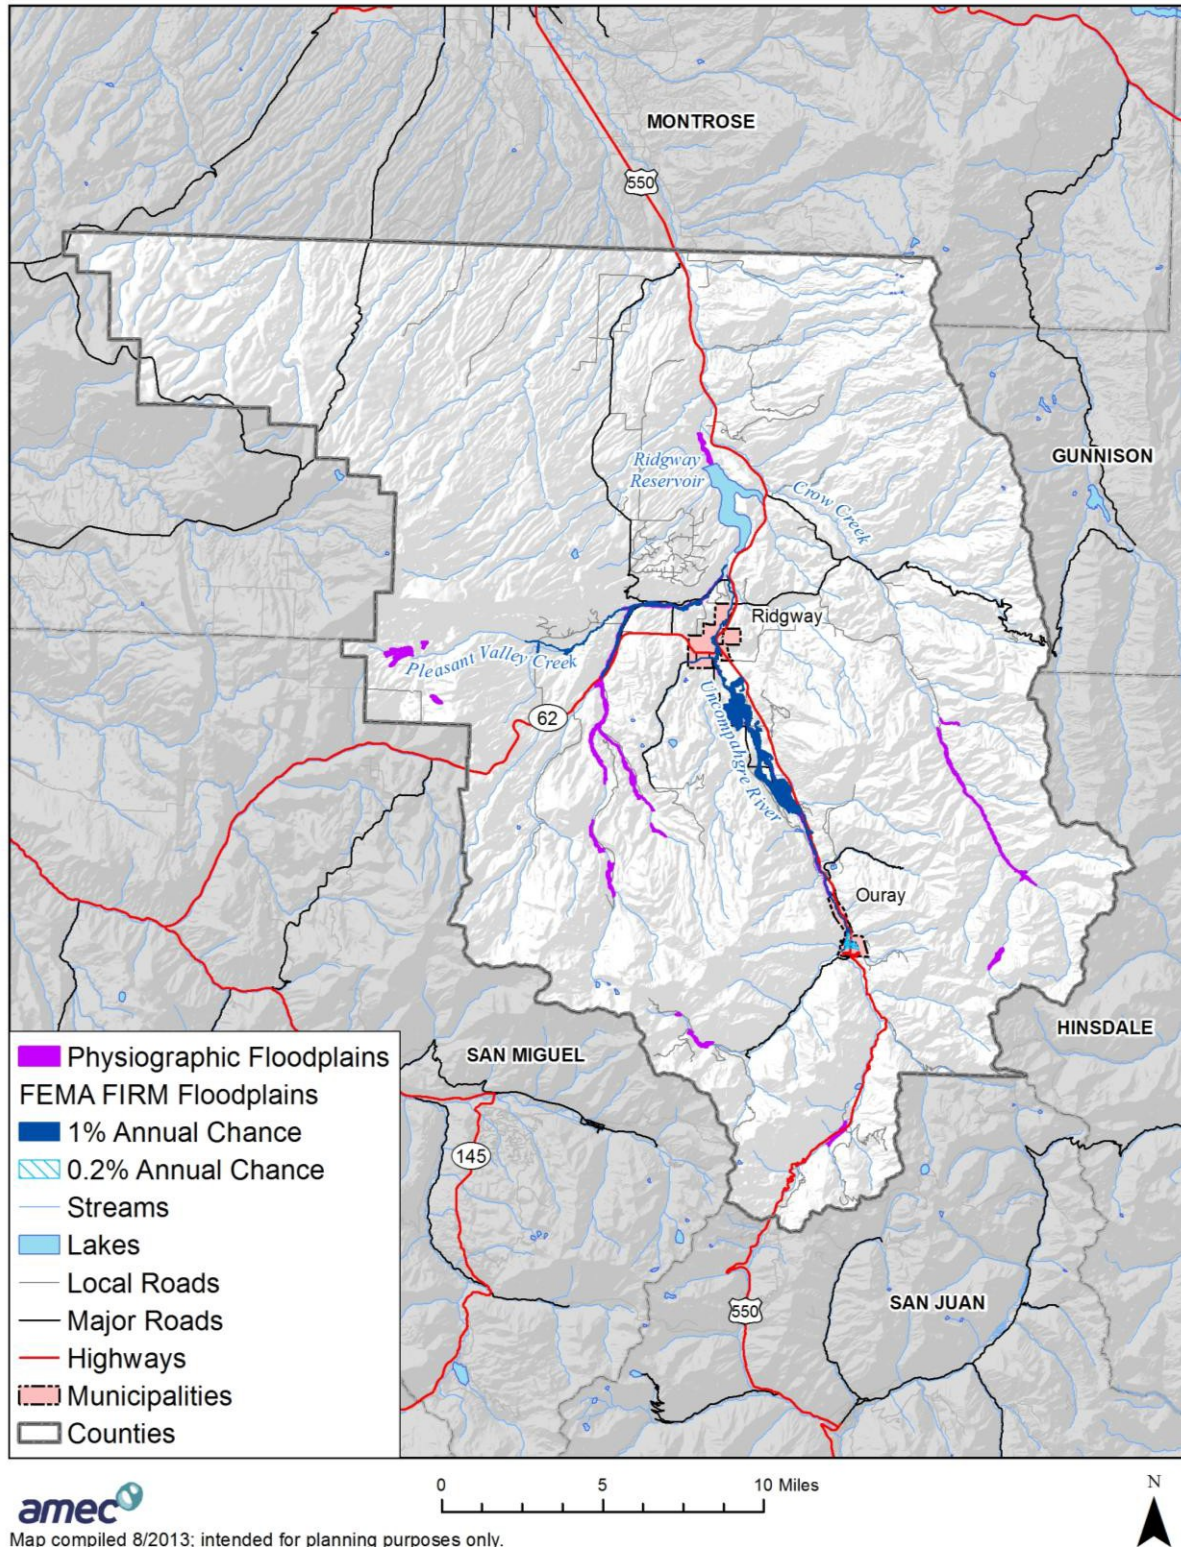 MONTROSE
550
GUNNISON
Ridgway
Reservoir
Crow Creek
Ridgway
Pleasant Valley Creek
62
Uncompahgre River
Ouray
HINSDALE
SAN MIGUEL
145
SAN JUAN
550
Physiographic Floodplains
FEMA FIRM Floodplains
1% Annual Chance
0.2% Annual Chance
Streams
Lakes
Local Roads
Major Roads
Highways
Municipalities
Counties
amec
0 5 10 Miles
N
Map compiled 8/2013; intended for planning purposes only.